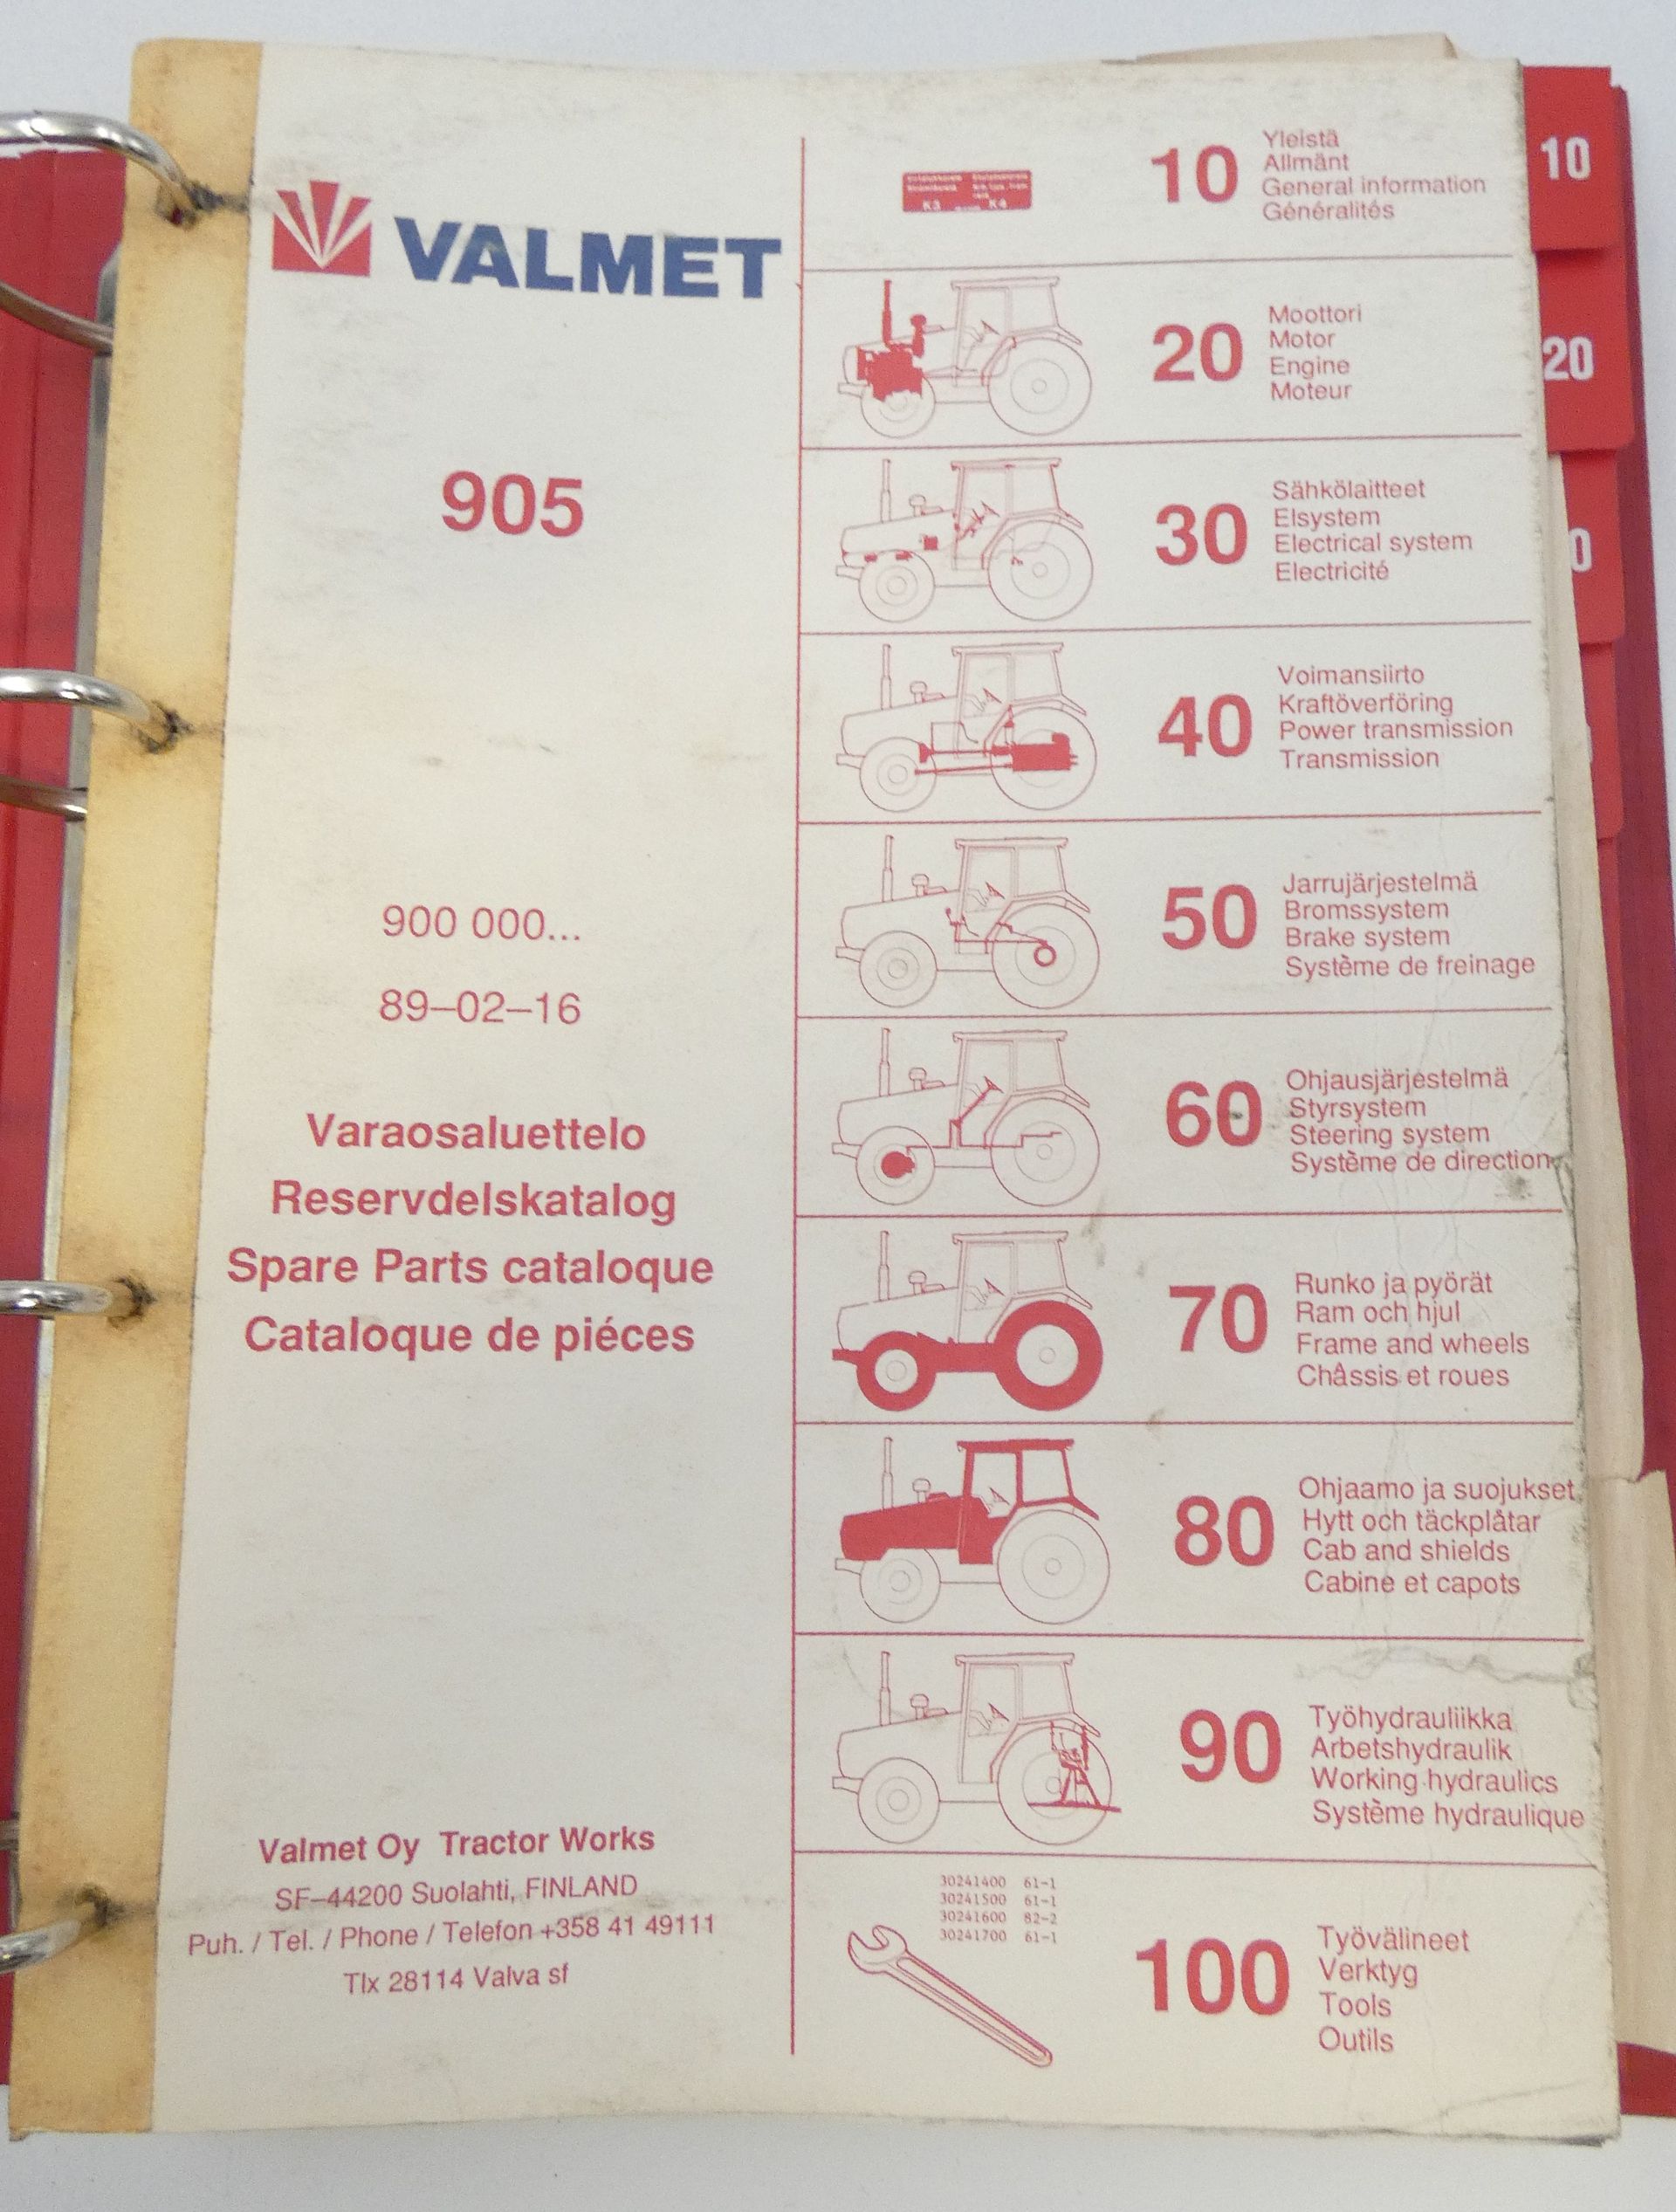 VALMET
905
900 000...
89–02–16
Varaosaluettelo
Reservdelskatalog
Spare Parts cataloque
Cataloque de piéces
Valmet Oy Tractor Works
SF–44200 Suolahti, FINLAND
Puh. / Tel. / Phone / Telefon +358 41 49111
Tlx 28114 Valva sf
K3 K4
10
Yleistä
Allmänt
General information
Généralités
20
Moottori
Motor
Engine
Moteur
30
Sähkölaitteet
Elsystem
Electrical system
Electricité
40
Voimansiirto
Kraftöverföring
Power transmission
Transmission
50
Jarrujärjestelmä
Bromssystem
Brake system
Système de freinage
60
Ohjausjärjestelmä
Styrsystem
Steering system
Système de direction
70
Runko ja pyörät
Ram och hjul
Frame and wheels
Châssis et roues
80
Ohjaamo ja suojukset
Hytt och täckplåtar
Cab and shields
Cabine et capots
90
Työhydrauliikka
Arbetshydraulik
Working hydraulics
Système hydraulique
30241400 61-1
30241500 61-1
30241600 82-2
30241700 61-1
100
Työvälineet
Verktyg
Tools
Outils
10
20
0